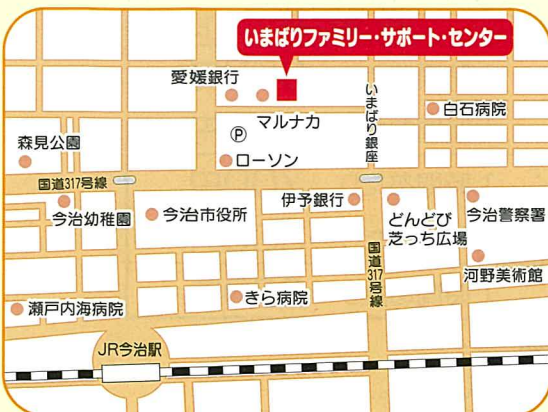 いまばりファミリー・サポート・センター
愛媛銀行
マルナカ
いまばり銀座
白石病院
P
ローソン
森見公園
国道317号線
今治幼稚園
今治市役所
伊予銀行
どんどび
芝っち広場
今治警察署
国道317号線
河野美術館
瀬戸内海病院
きら病院
JR今治駅